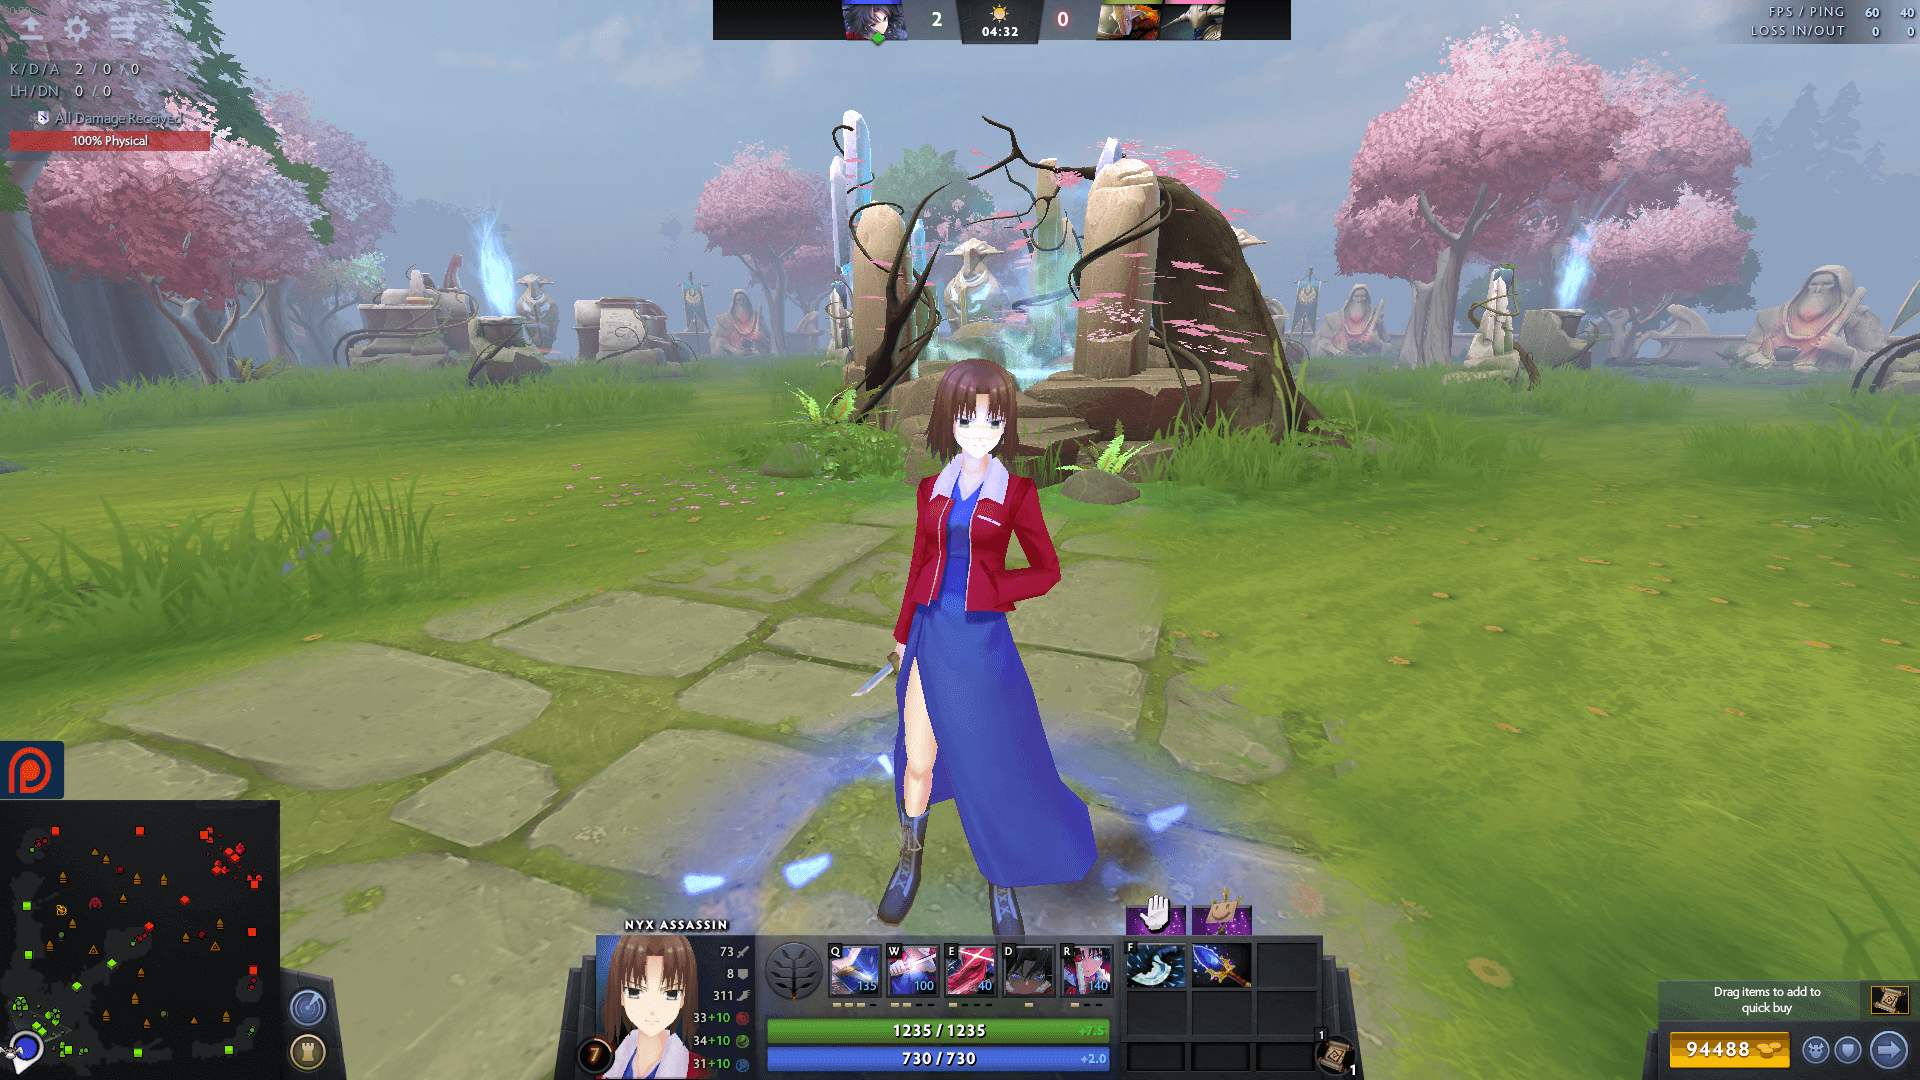 2
04:32
0
FPS / PING 60 40
LOSS IN/OUT 0 0
K/D/A 2 / 0 / 0
LH/DN 0 / 0
All Damage Received
100% Physical
NYX ASSASSIN
73
8
311
33+10
34+10
31+10
7
Q
135
W
100
E
40
D
R
140
1235 / 1235
+7.5
730 / 730
+2.0
F
1
1
Drag items to add to
quick buy
94488